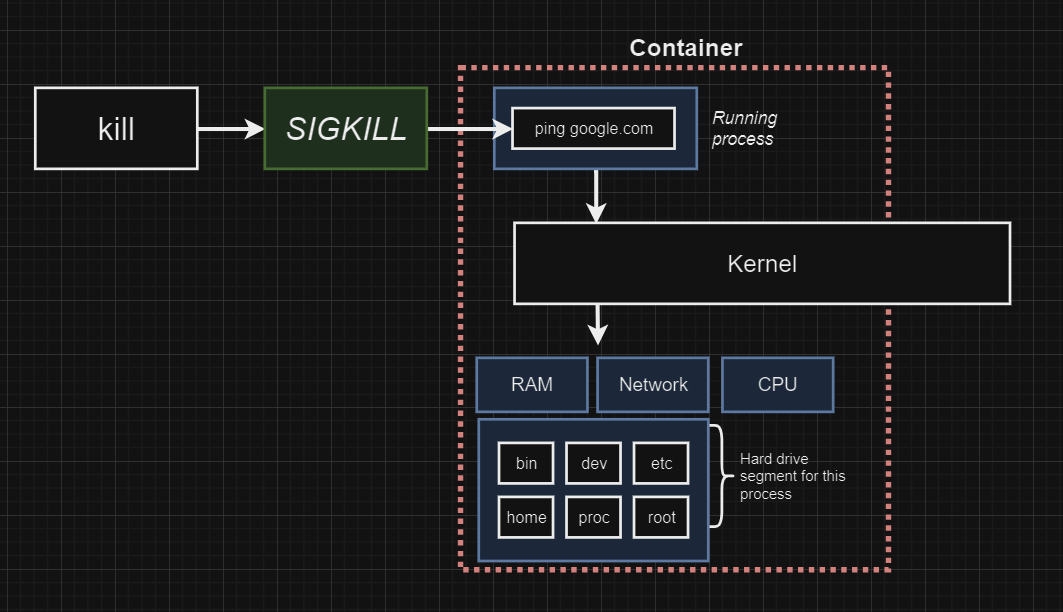 Container
kill
SIGKILL
ping google.com
Running
process
Kernel
RAM
Network
CPU
bin
dev
etc
home
proc
root
Hard drive
segment for this
process